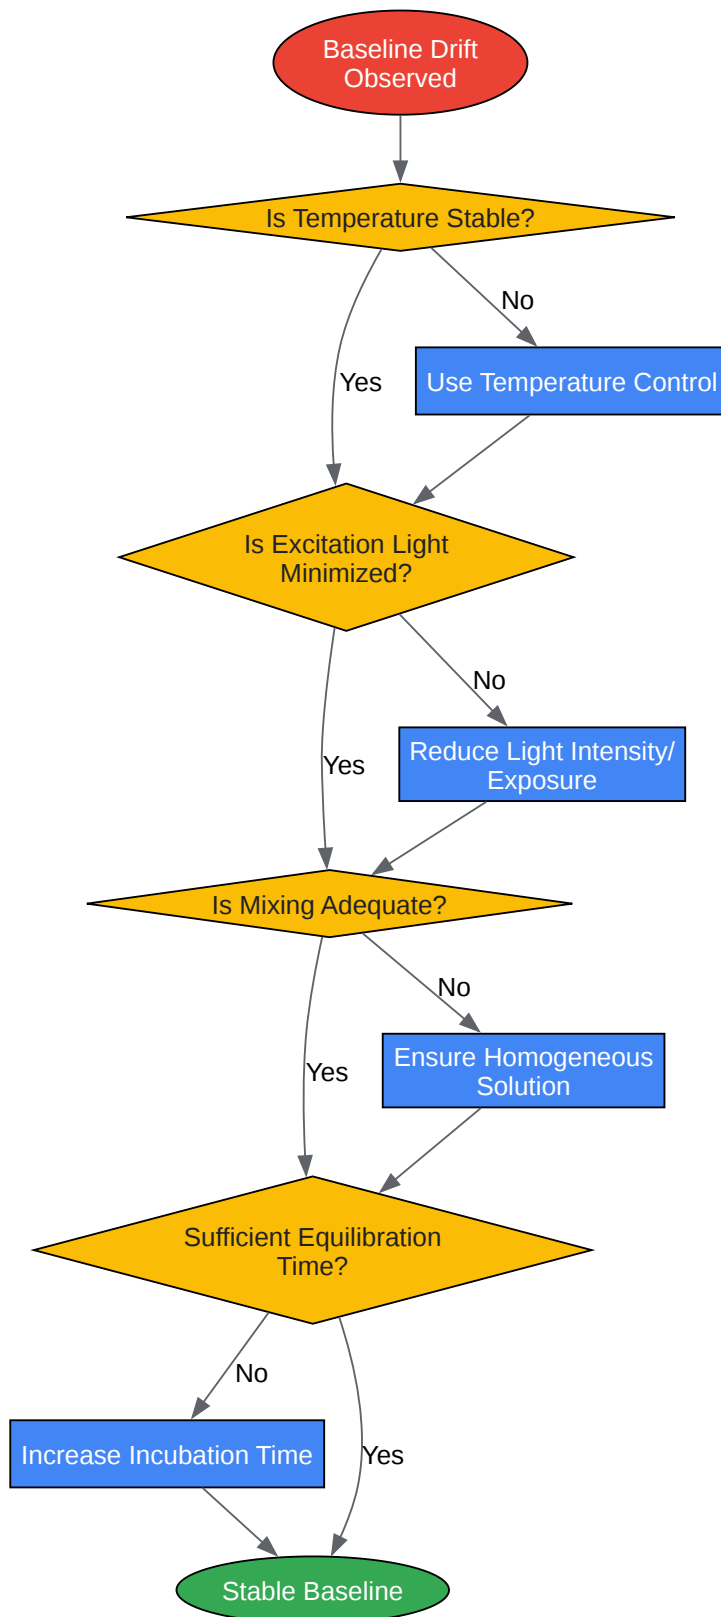 Baseline Drift
Observed
Is Temperature Stable?
No
Yes
Use Temperature Control
Is Excitation Light
Minimized?
No
Yes
Reduce Light Intensity/
Exposure
Is Mixing Adequate?
No
Yes
Ensure Homogeneous
Solution
Sufficient Equilibration
Time?
No
Yes
Increase Incubation Time
Stable Baseline